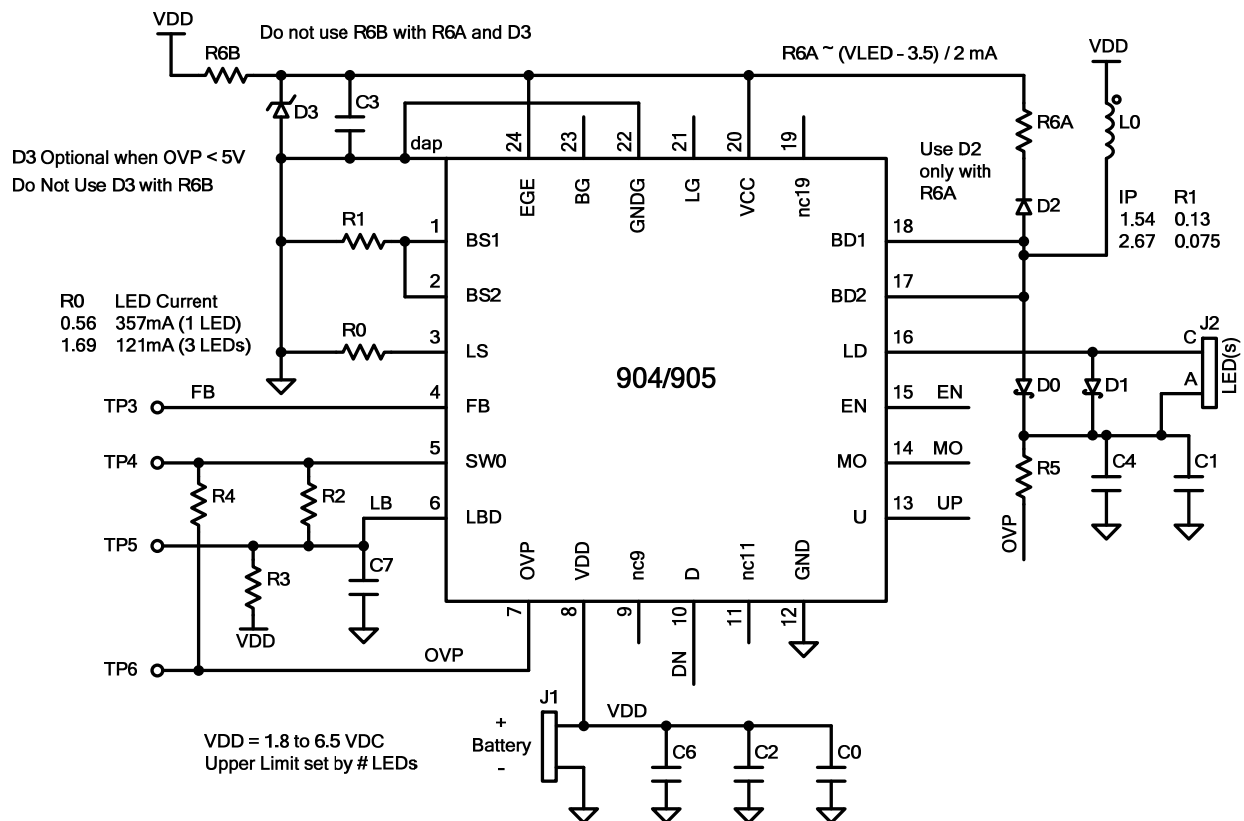 VDD
Do not use R6B with R6A and D3
R6B
R6A ~ (VLED – 3.5) / 2 mA
VDD
D3
C3
R6A
L0
D3 Optional when OVP < 5V
Do Not Use D3 with R6B
dap
24
23
22
21
20
19
EGE
BG
GNDG
LG
VCC
nc19
Use D2
only with
R6A
D2
IP R1
1.54 0.13
2.67 0.075
R1
1
BS1
BD1
18
2
BS2
BD2
17
R0 LED Current
0.56 357mA (1 LED)
1.69 121mA (3 LEDs)
R0
3
LS
LD
16
J2
C
A
LED(s)
904/905
D0
D1
TP3
FB
4
FB
EN
15
EN
TP4
5
SW0
MO
14
MO
R4
R2
LB
6
LBD
U
13
UP
R5
C4
C1
OVP
TP5
R3
VDD
C7
OVP
VDD
nc9
D
nc11
GND
7
8
9
10
11
12
DN
TP6
OVP
J1
VDD
+
Battery
-
C6
C2
C0
VDD = 1.8 to 6.5 VDC
Upper Limit set by # LEDs